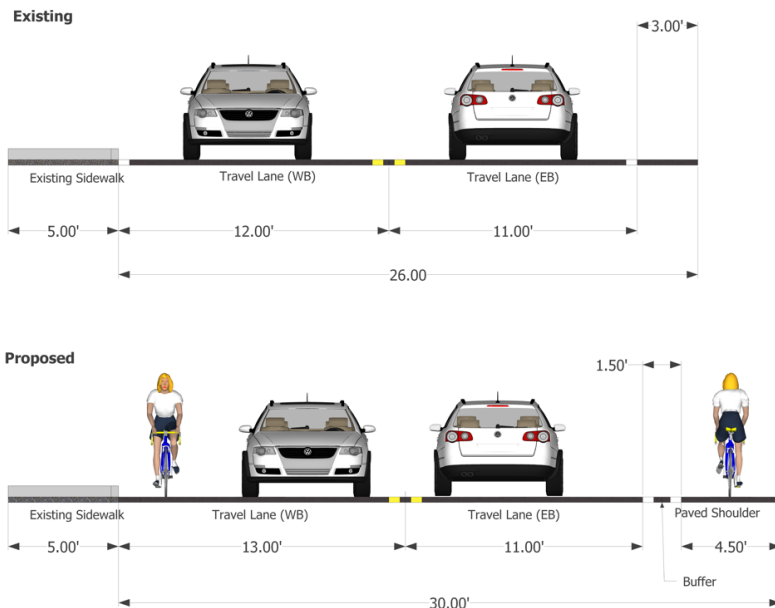 Existing
3.00'
Existing Sidewalk
Travel Lane (WB)
Travel Lane (EB)
5.00'
12.00'
11.00'
26.00
Proposed
1.50'
Existing Sidewalk
Travel Lane (WB)
Travel Lane (EB)
Paved Shoulder
5.00'
13.00'
11.00'
4.50'
Buffer
30.00'